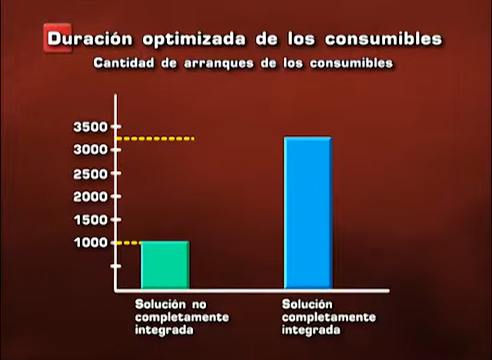 Duración optimizada de los consumibles
Cantidad de arranques de los consumibles
3500
3000
2500
2000
1500
1000
Solución no
completamente
integrada
Solución
completamente
integrada